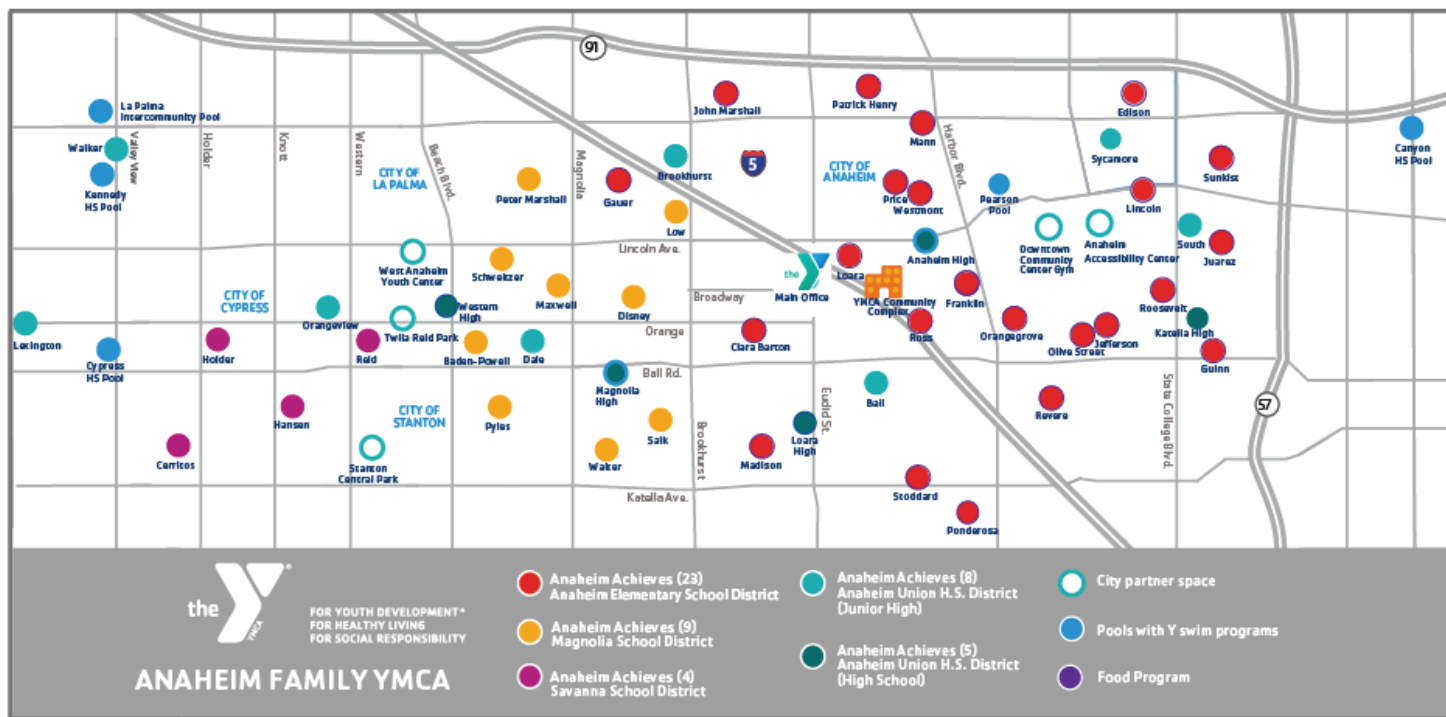 91
John Marshall
Patrick Henry
Edison
La Palma
Intercommunity Pool
Mann
Canyon
HS Pool
Walker
Valley View
Holder
Knott
Western
Beach Blvd.
Magnolia
Harbor Blvd.
Kennedy
HS Pool
CITY OF
LA PALMA
Peter Marshall
Gauer
Brookhurst
5
CITY OF
ANAHEIM
Price
Westmont
Pearson
Pool
Sycamore
Sunkist
Lincoln
Low
Lincoln Ave.
West Anaheim
Youth Center
Schweitzer
Maxwell
Disney
Broadway
the
Main Office
Loara
Anaheim High
YMCA Community
Complex
Franklin
Downtown
Community
Center Gym
Anaheim
Accessibility Center
South
Juarez
CITY OF
CYPRESS
Orangeview
Twila Reid Park
Western
High
Orange
Clara Barton
Ross
Orangegrove
Olive Street
Jefferson
Roosevelt
Katella High
Guinn
Lexington
Cypress
HS Pool
Holder
Reid
Baden-Powell
Dale
Ball Rd.
Magnolia
High
Euclid St.
Ball
Revere
State College Blvd.
57
Hansen
CITY OF
STANTON
Pyles
Salk
Brookhurst
Loara
High
Cerritos
Stanton
Central Park
Walter
Madison
Katella Ave.
Stoddard
Ponderosa
the
YMCA
®
FOR YOUTH DEVELOPMENT®
FOR HEALTHY LIVING
FOR SOCIAL RESPONSIBILITY
ANAHEIM FAMILY YMCA
Anaheim Achieves (23)
Anaheim Elementary School District
Anaheim Achieves (9)
Magnolia School District
Anaheim Achieves (4)
Savanna School District
Anaheim Achieves (8)
Anaheim Union H.S. District
(Junior High)
Anaheim Achieves (5)
Anaheim Union H.S. District
(High School)
City partner space
Pools with Y swim programs
Food Program